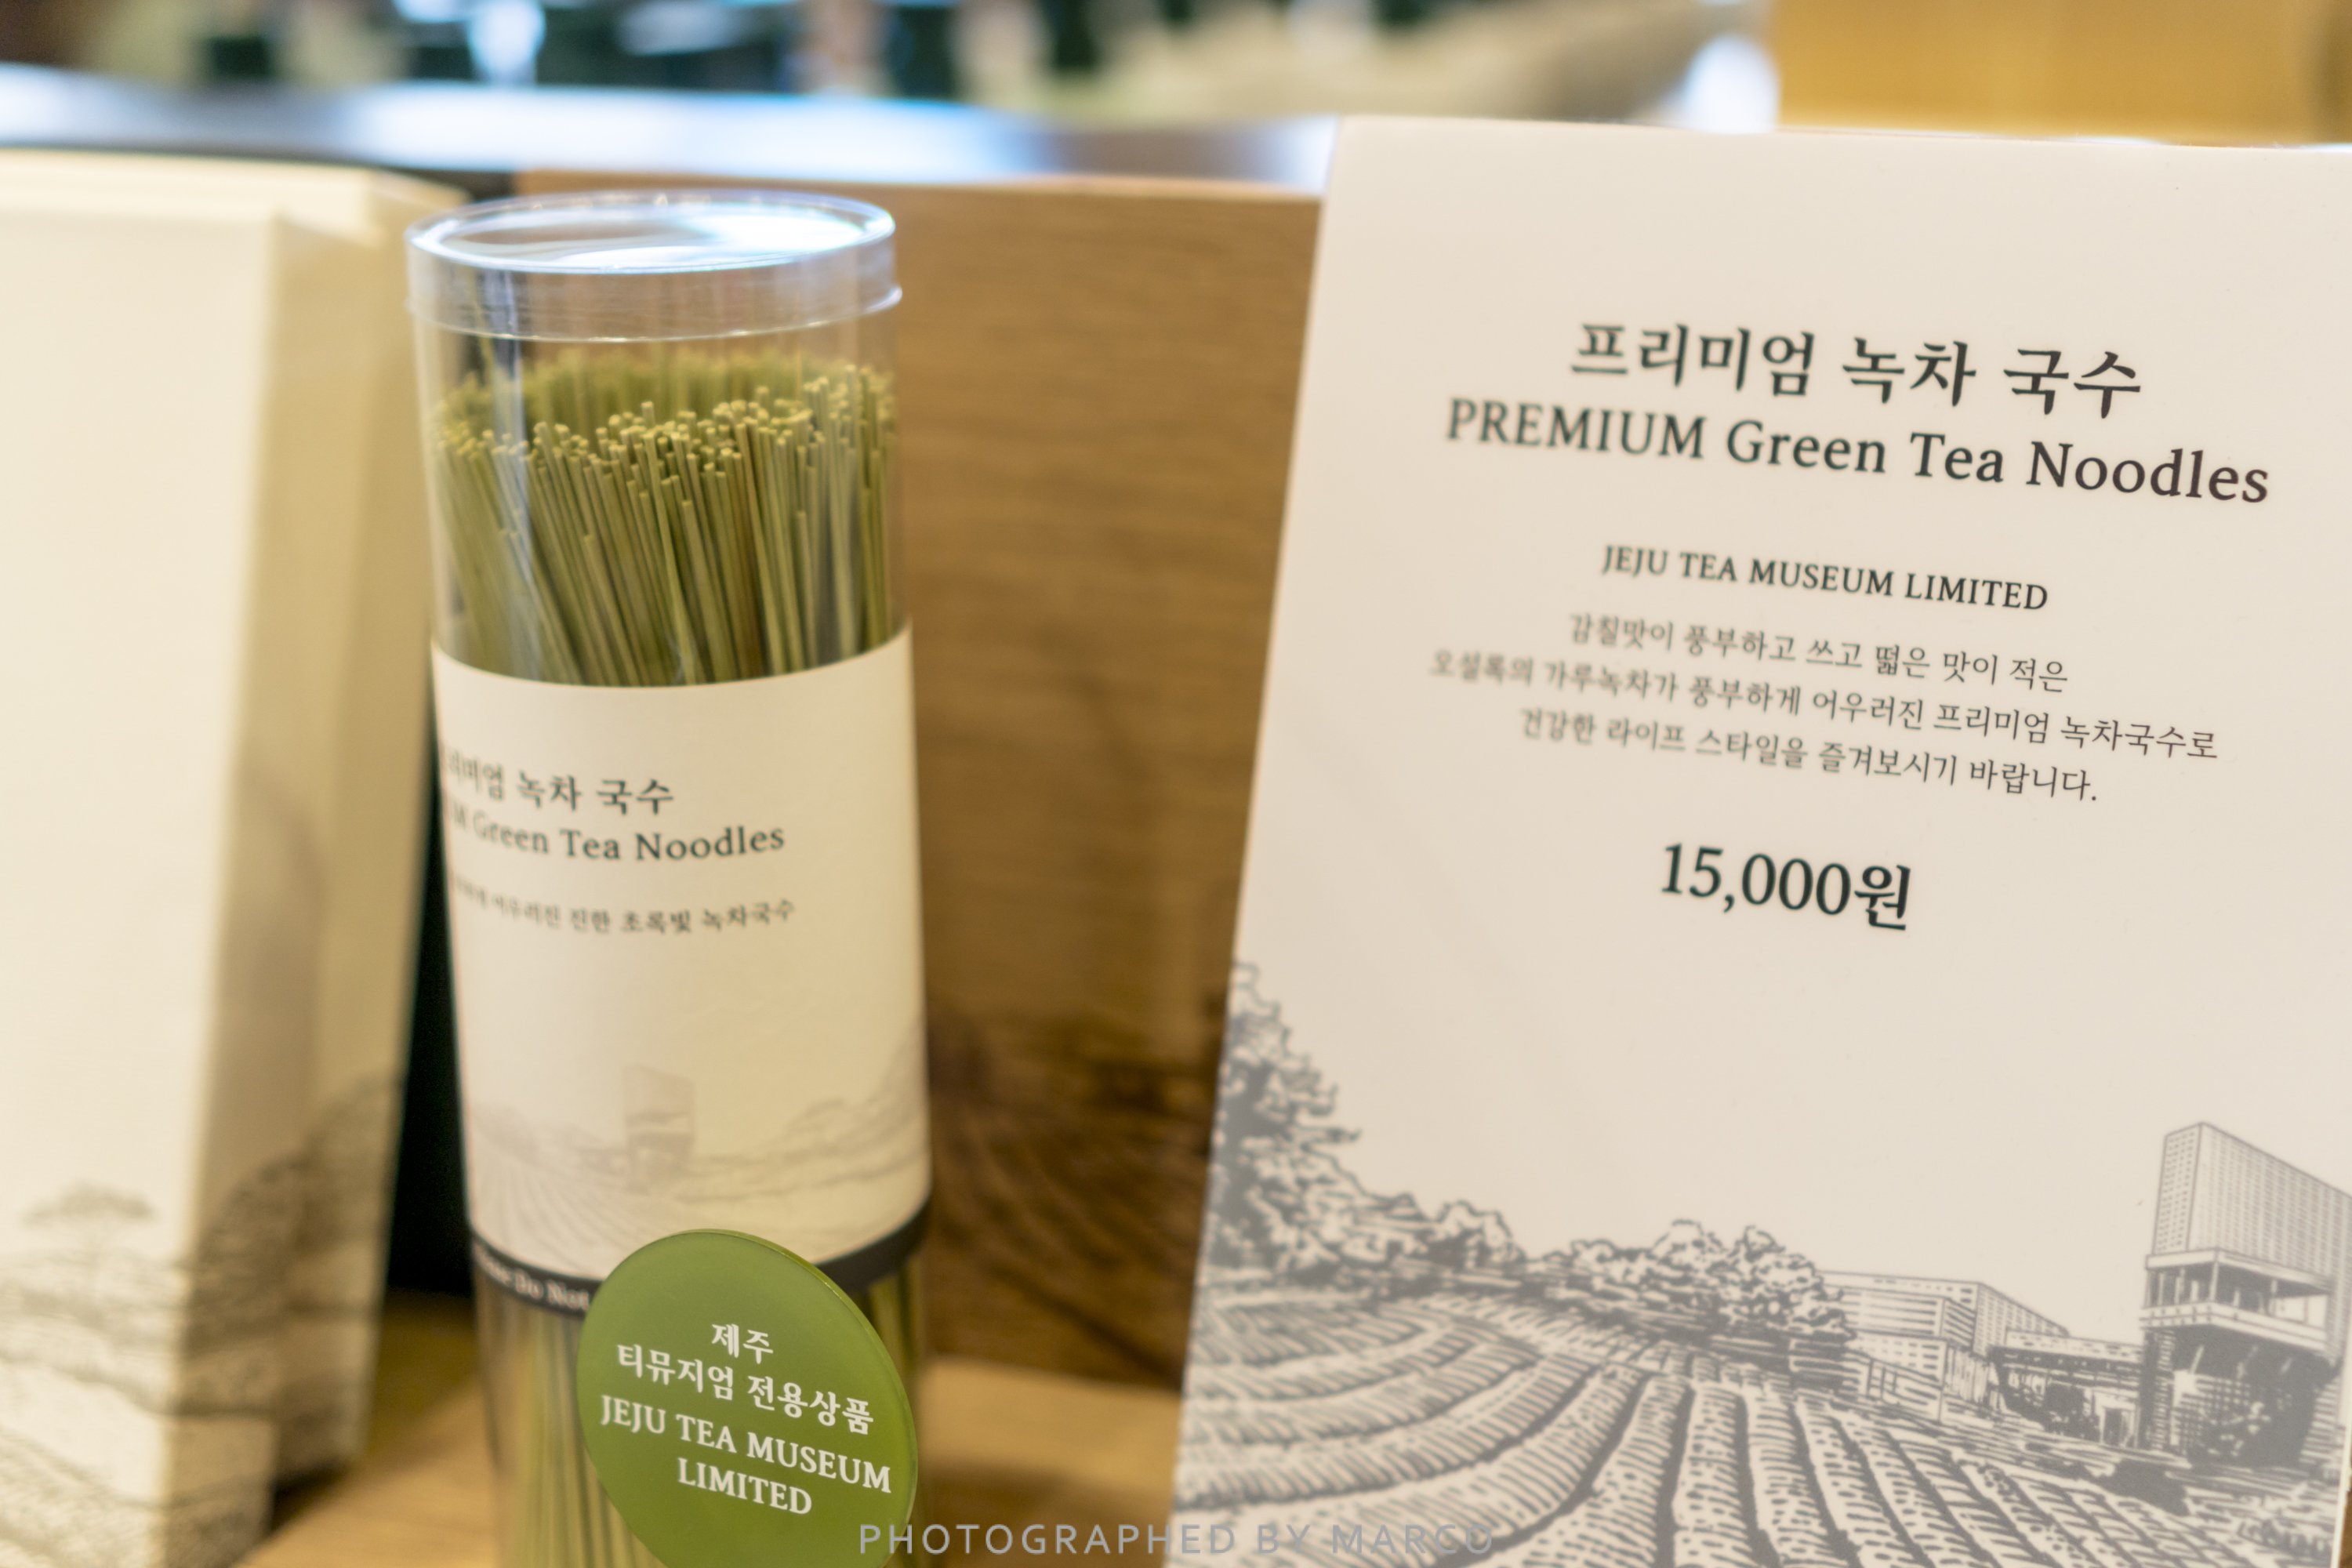 프리미엄 녹차 국수
PREMIUM Green Tea Noodles
JEJU TEA MUSEUM LIMITED
감칠맛이 풍부하고 쓰고 떫은 맛이 적은
오설록의 가루녹차가 풍부하게 어우러진 프리미엄 녹차국수로
건강한 라이프 스타일을 즐겨보시기 바랍니다.
15,000원
녹차 국수
Green Tea Noodles
어우러진 진한 초록빛 녹차국수
Do Not
제주
티뮤지엄 전용상품
JEJU TEA MUSEUM
LIMITED
PHOTOGRAPHED BY MARCO